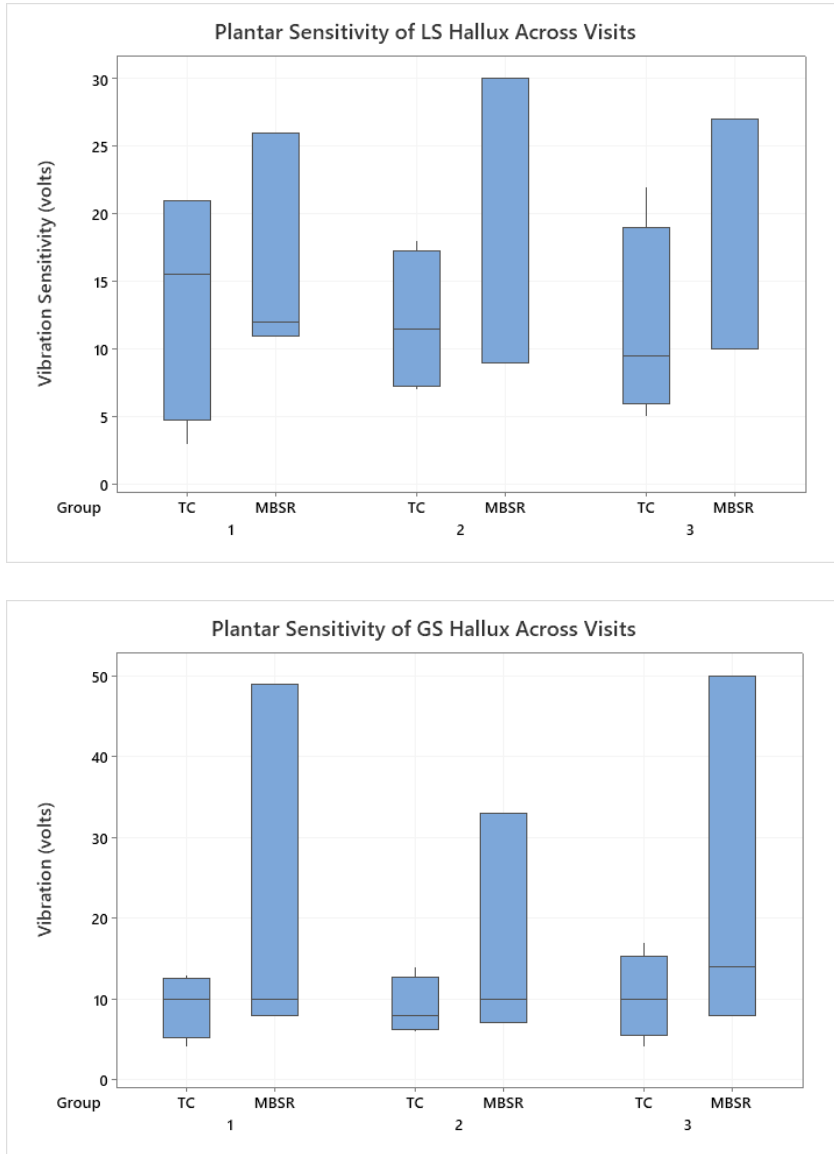 Plantar Sensitivity of LS Hallux Across Visits
30
25
20
15
10
5
0
Vibration Sensitivity (volts)
Group TC MBSR TC MBSR TC MBSR
1 2 3
Plantar Sensitivity of GS Hallux Across Visits
50
40
30
20
10
0
Vibration (volts)
Group TC MBSR TC MBSR TC MBSR
1 2 3